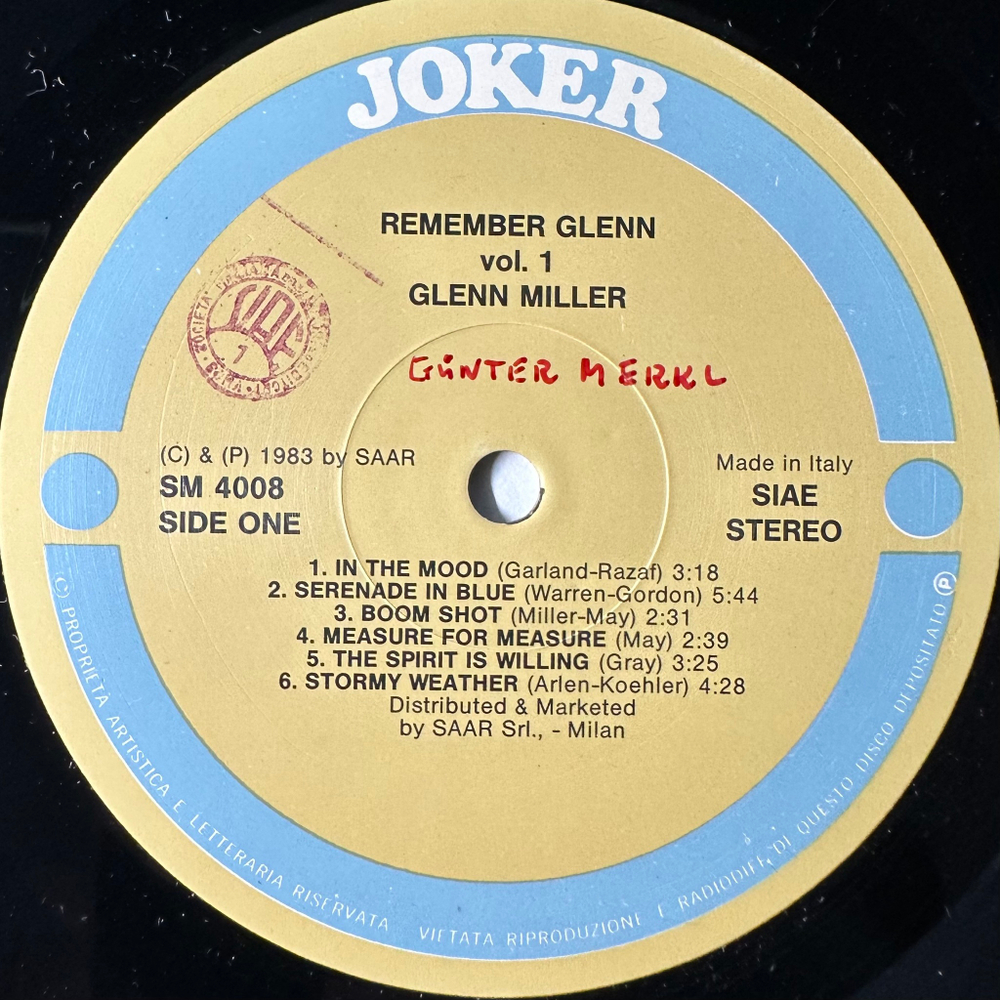 JOKER
REMEMBER GLENN
vol. 1
GLENN MILLER
SIAE
1
GÜNTER MERKL
(C) & (P) 1983 by SAAR
SM 4008
SIDE ONE
Made in Italy
SIAE
STEREO
1. IN THE MOOD (Garland-Razaf) 3:18
2. SERENADE IN BLUE (Warren-Gordon) 5:44
3. BOOM SHOT (Miller-May) 2:31
4. MEASURE FOR MEASURE (May) 2:39
5. THE SPIRIT IS WILLING (Gray) 3:25
6. STORMY WEATHER (Arlen-Koehler) 4:28
Distributed & Marketed
by SAAR Srl., - Milan
(C) PROPRIETA ARTISTICA E LETTERARIA RISERVATA VIETATA RIPRODUZIONE E RADIODIFF. DI QUESTO DISCO DEPOSITATO (P)